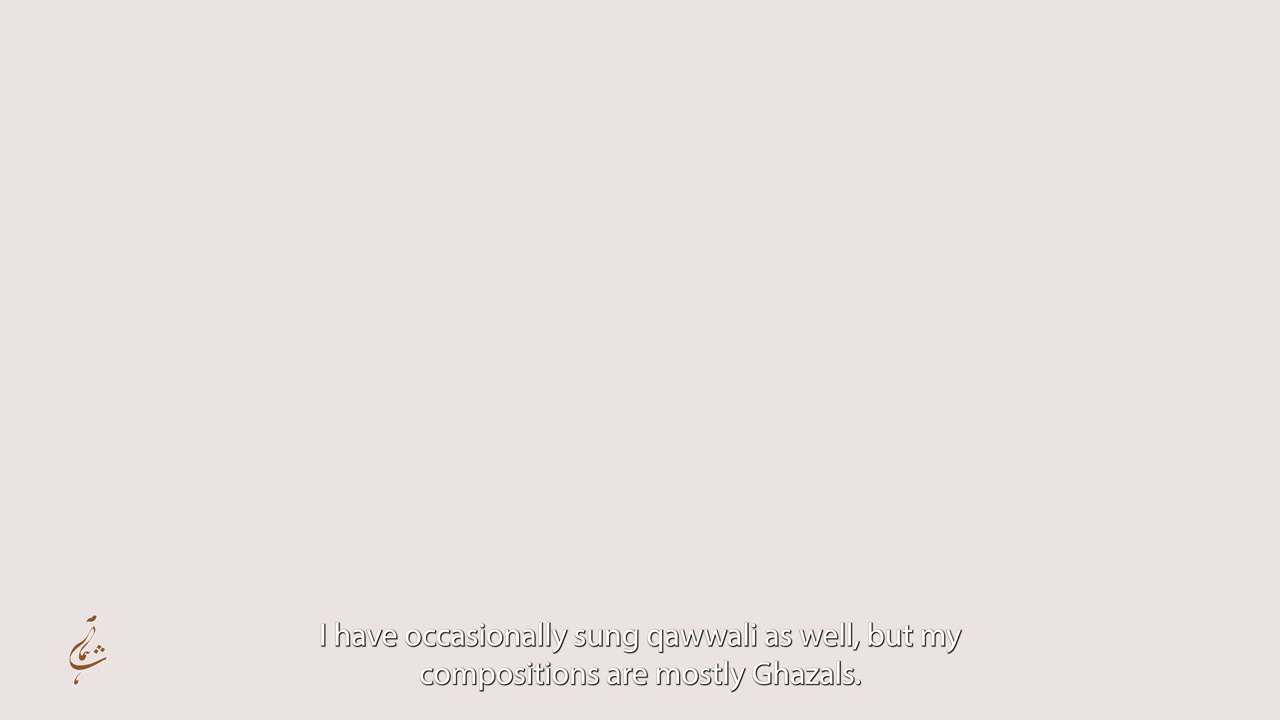 I have occasionally sung qawwali as well, but my
compositions are mostly Ghazals.